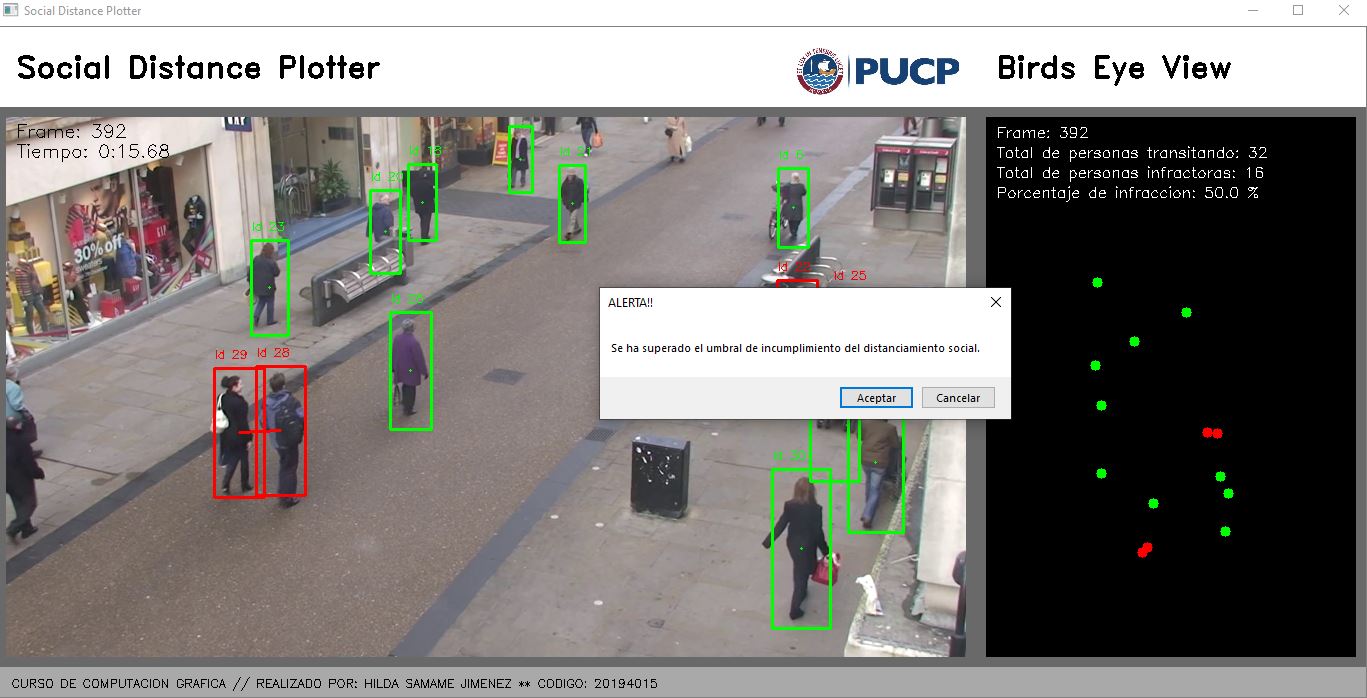 Social Distance Plotter
Social Distance Plotter
PUCP
Birds Eye View
Frame: 392
Tiempo: 0:15.68
30% off
Id 18
Id 20
Id 23
Id 5
Id 25
Id 29
Id 28
Frame: 392
Total de personas transitando: 32
Total de personas infractoras: 16
Porcentaje de infraccion: 50.0 %
ALERTA!!
Se ha superado el umbral de incumplimiento del distanciamiento social.
Aceptar
Cancelar
CURSO DE COMPUTACION GRAFICA // REALIZADO POR: HILDA SAMAME JIMENEZ ** CODIGO: 20194015